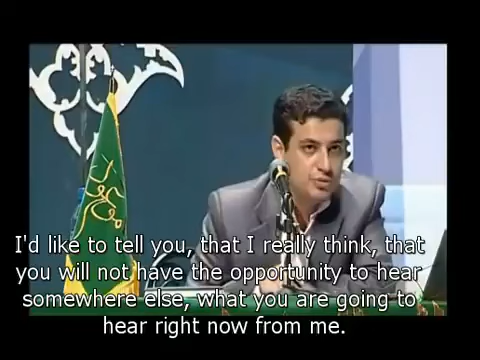 I'd like to tell you, that I really think, that
you will not have the opportunity to hear
somewhere else, what you are going to
hear right now from me.